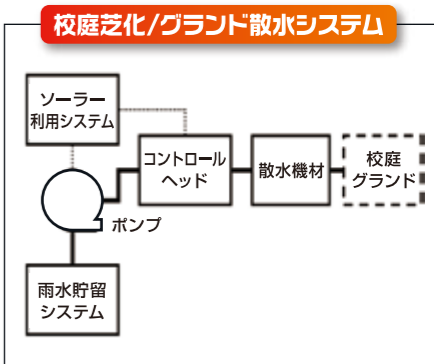 校庭芝化/グランド散水システム
ソーラー
利用システム
コントロール
ヘッド
散水機材
校庭
グランド
ポンプ
雨水貯留
システム